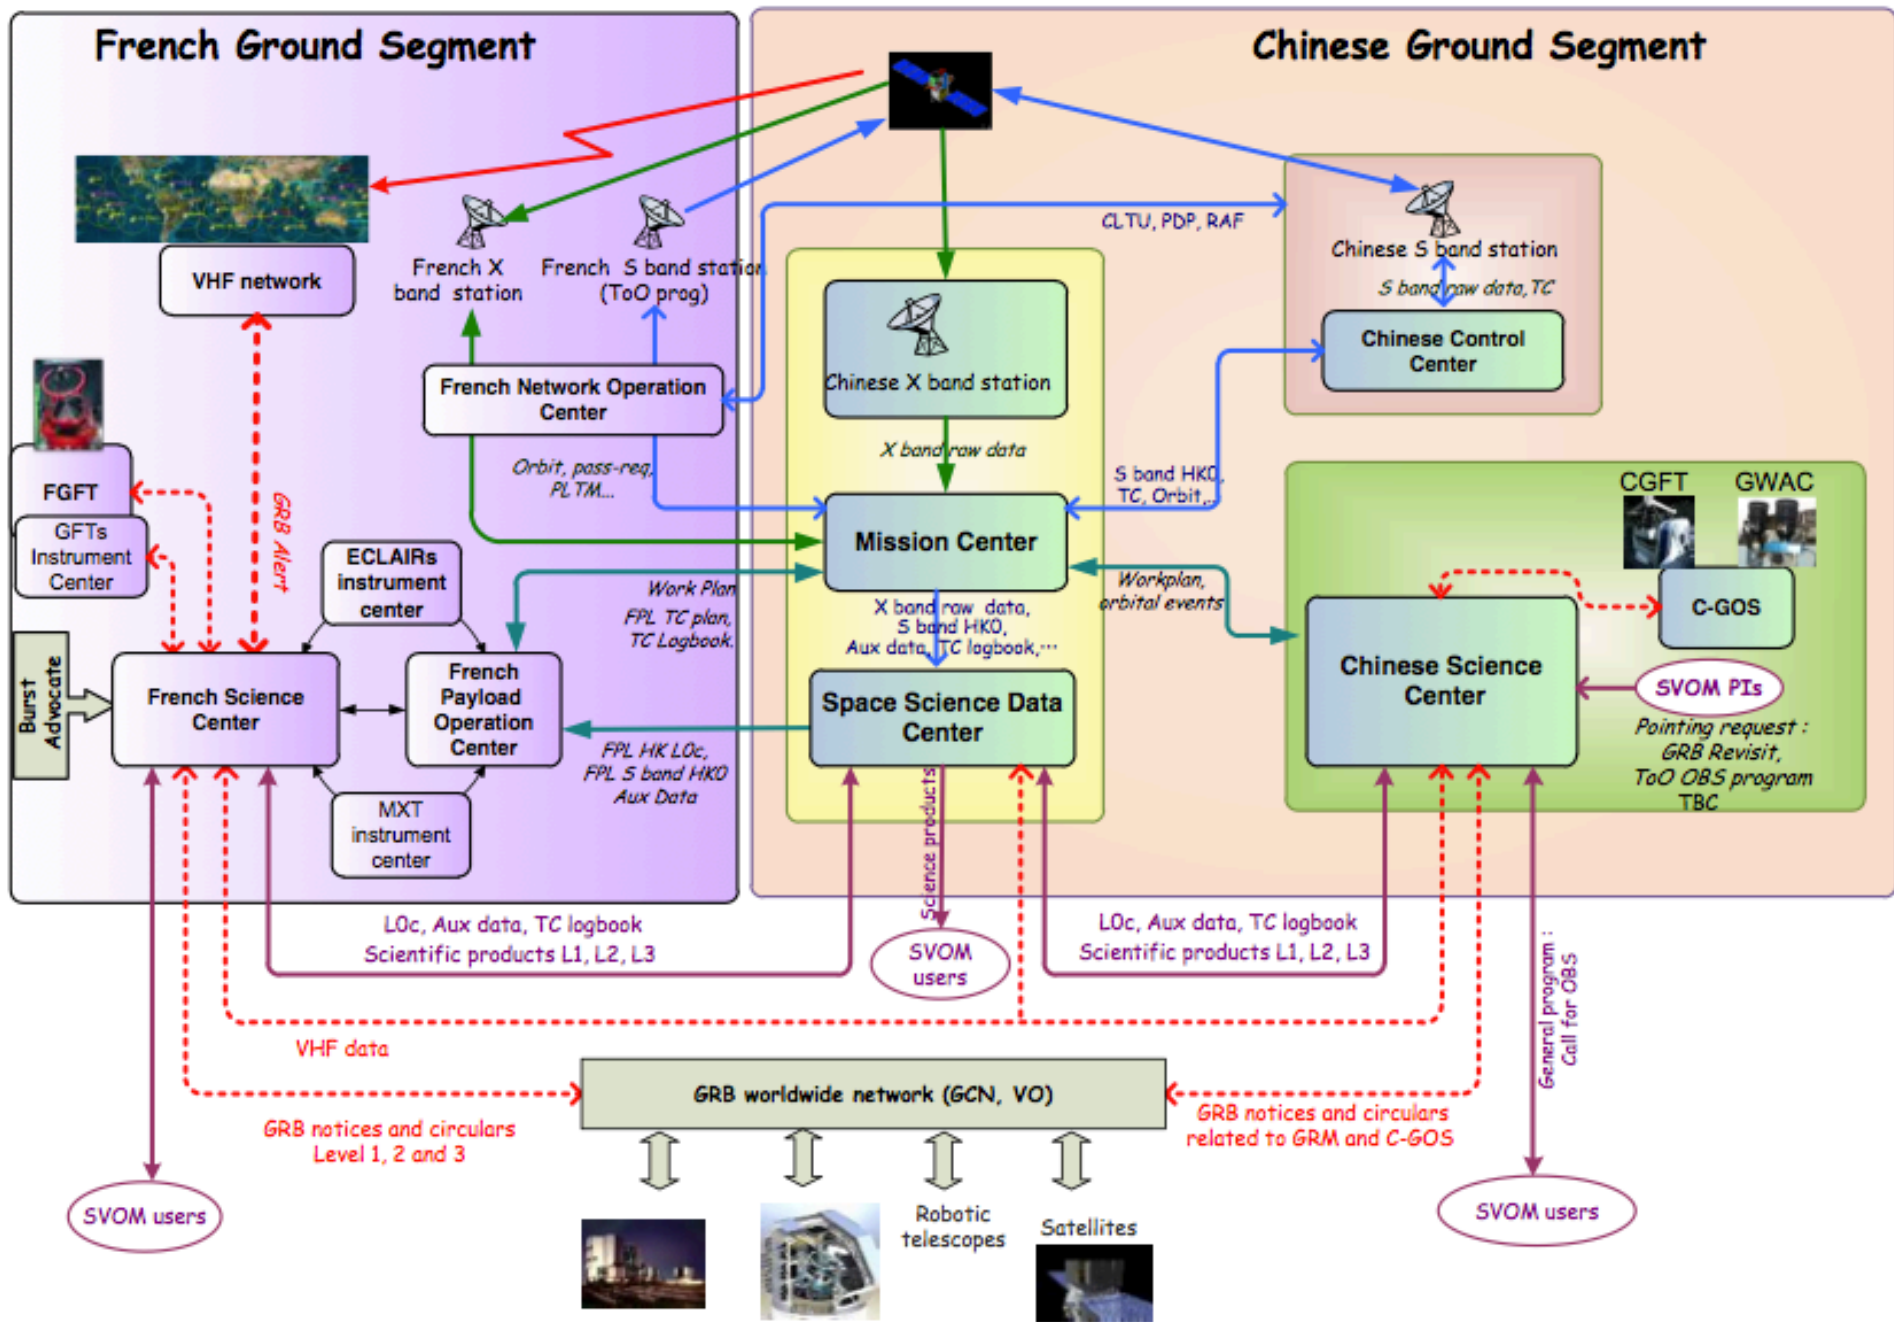 French Ground Segment
Chinese Ground Segment
VHF network
French X
band station
French S band station
(ToO prog)
CLTU, PDP, RAF
Chinese S band station
S band raw data, TC
Chinese Control
Center
Chinese X band station
X band raw data
French Network Operation
Center
Orbit, pass-req,
PLTM...
S band HK0,
TC, Orbit,..
FGFT
GFTs
Instrument
Center
GRB Alert
ECLAIRs
instrument
center
Mission Center
Work Plan
FPL TC plan,
TC Logbook.
Workplan,
orbital events
CGFT
GWAC
C-GOS
X band raw data,
S band HK0,
Aux data, TC logbook,...
Burst
Advocate
French Science
Center
French
Payload
Operation
Center
Space Science Data
Center
Chinese Science
Center
SVOM PIs
Pointing request :
GRB Revisit,
ToO OBS program
TBC
FPL HK L0c,
FPL S band HK0
Aux Data
MXT
instrument
center
Science products
L0c, Aux data, TC logbook
Scientific products L1, L2, L3
SVOM
users
L0c, Aux data, TC logbook
Scientific products L1, L2, L3
General program :
Call for OBS
VHF data
GRB worldwide network (GCN, VO)
GRB notices and circulars
Level 1, 2 and 3
GRB notices and circulars
related to GRM and C-GOS
SVOM users
Robotic
telescopes
Satellites
SVOM users